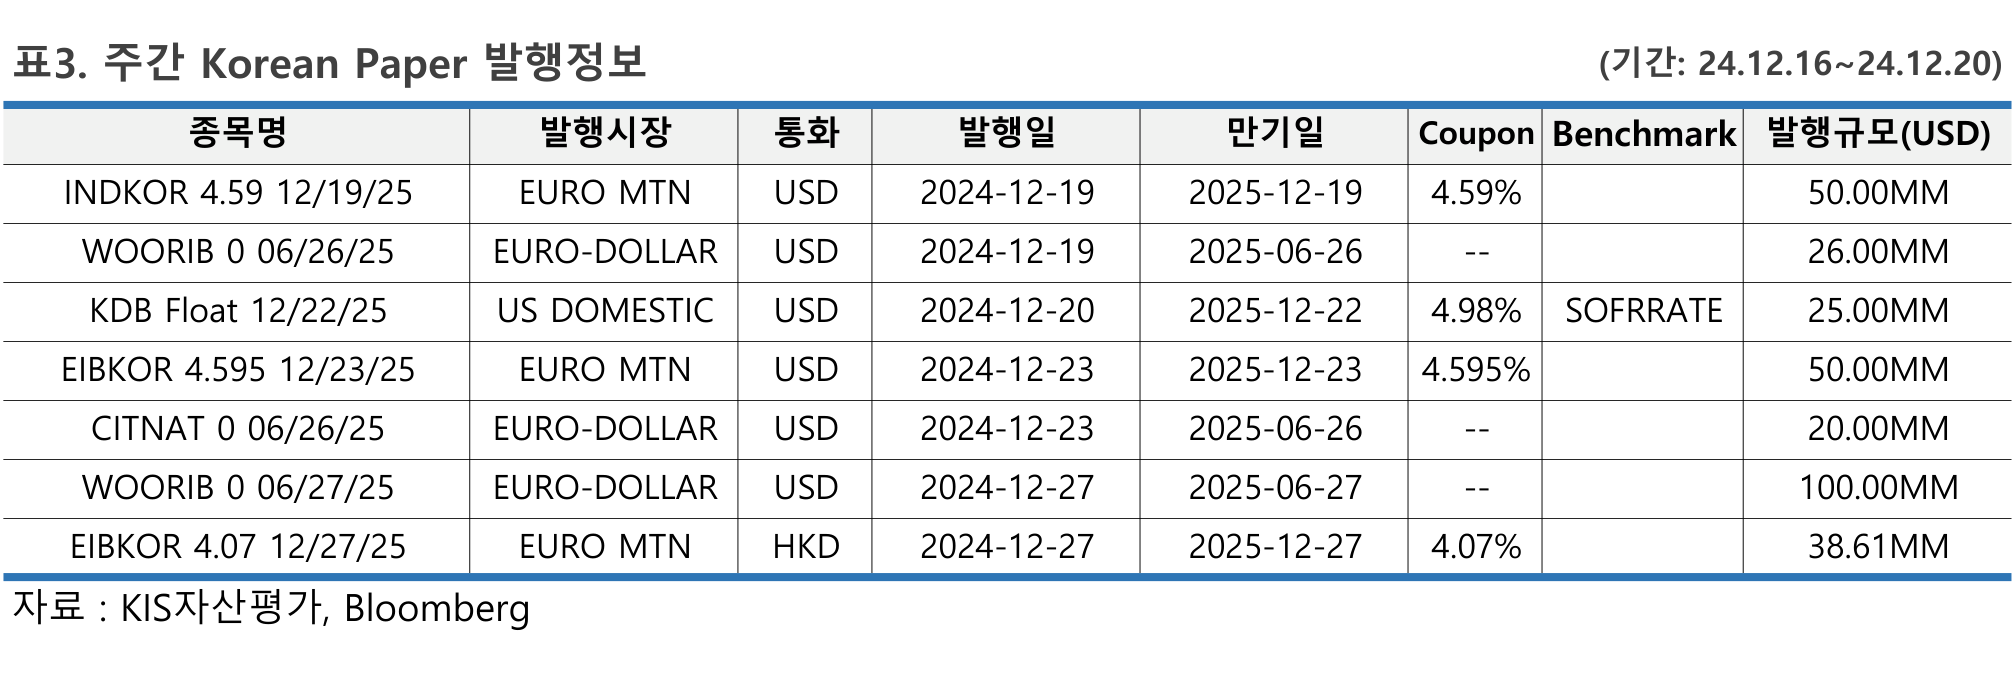 표3. 주간 Korean Paper 발행정보 (기간: 24.12.16~24.12.20)
종목명 발행시장 통화 발행일 만기일 Coupon Benchmark 발행규모(USD)
INDKOR 4.59 12/19/25 EURO MTN USD 2024-12-19 2025-12-19 4.59% 50.00MM
WOORIB 0 06/26/25 EURO-DOLLAR USD 2024-12-19 2025-06-26 -- 26.00MM
KDB Float 12/22/25 US DOMESTIC USD 2024-12-20 2025-12-22 4.98% SOFRRATE 25.00MM
EIBKOR 4.595 12/23/25 EURO MTN USD 2024-12-23 2025-12-23 4.595% 50.00MM
CITNAT 0 06/26/25 EURO-DOLLAR USD 2024-12-23 2025-06-26 -- 20.00MM
WOORIB 0 06/27/25 EURO-DOLLAR USD 2024-12-27 2025-06-27 -- 100.00MM
EIBKOR 4.07 12/27/25 EURO MTN HKD 2024-12-27 2025-12-27 4.07% 38.61MM
자료 : KIS자산평가, Bloomberg